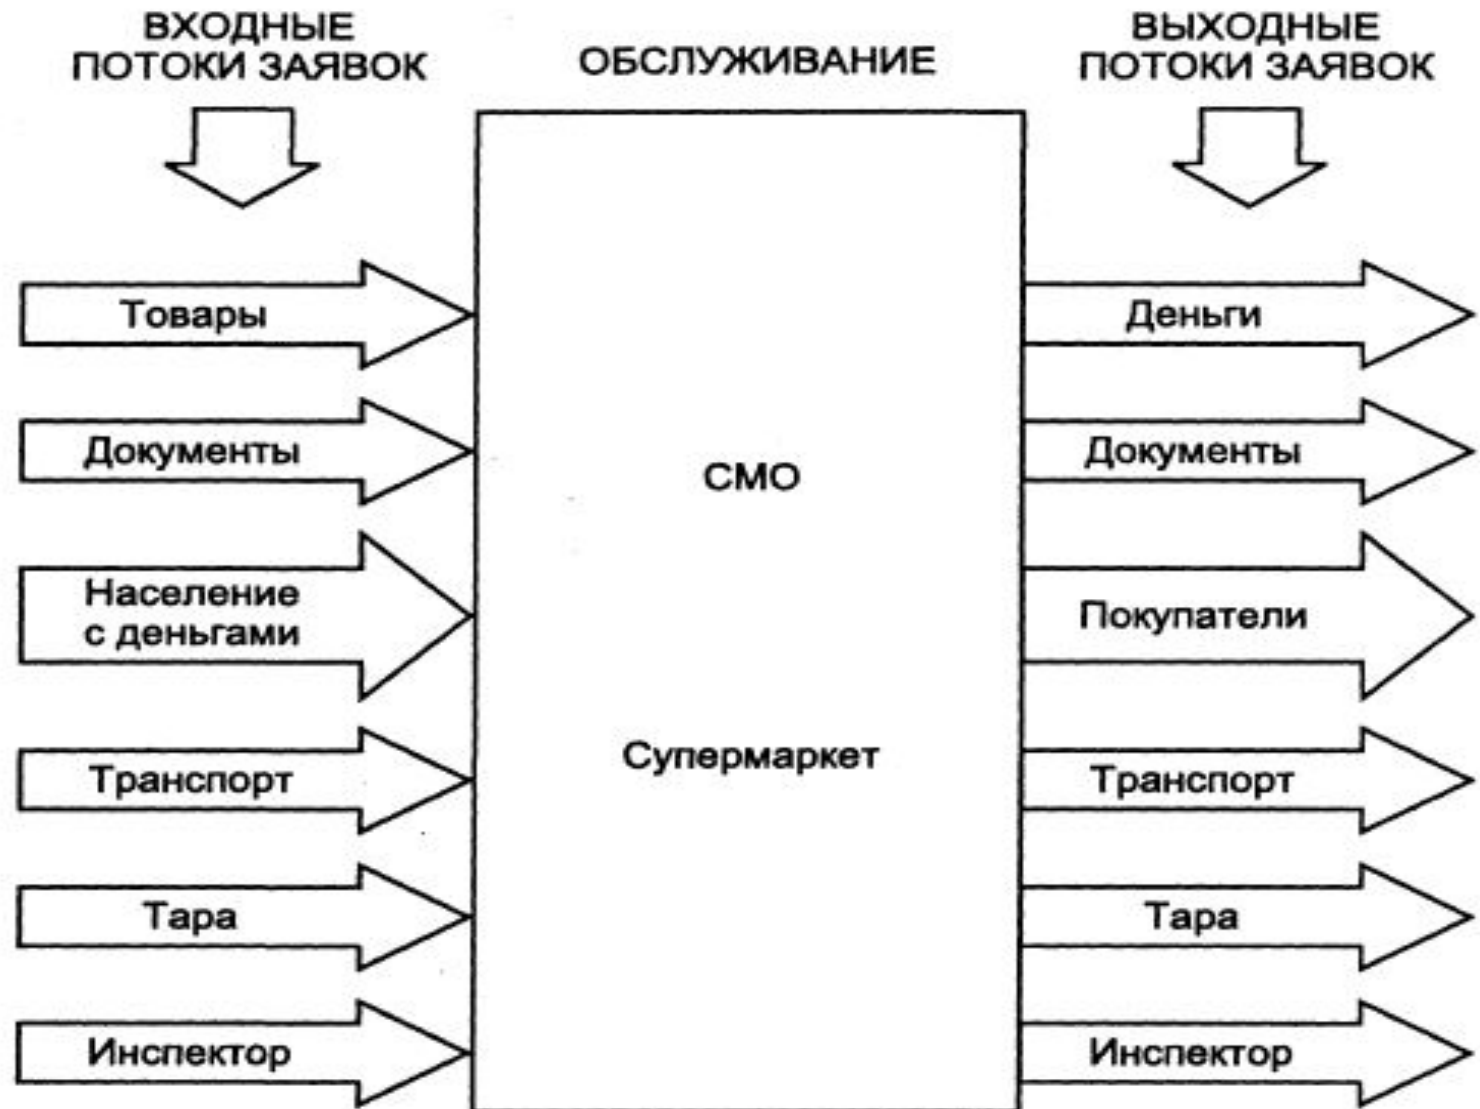 ВХОДНЫЕ
ПОТОКИ ЗАЯВОК
ОБСЛУЖИВАНИЕ
ВЫХОДНЫЕ
ПОТОКИ ЗАЯВОК
Товары
Документы
Население
с деньгами
Транспорт
Тара
Инспектор
СМО
Супермаркет
Деньги
Документы
Покупатели
Транспорт
Тара
Инспектор